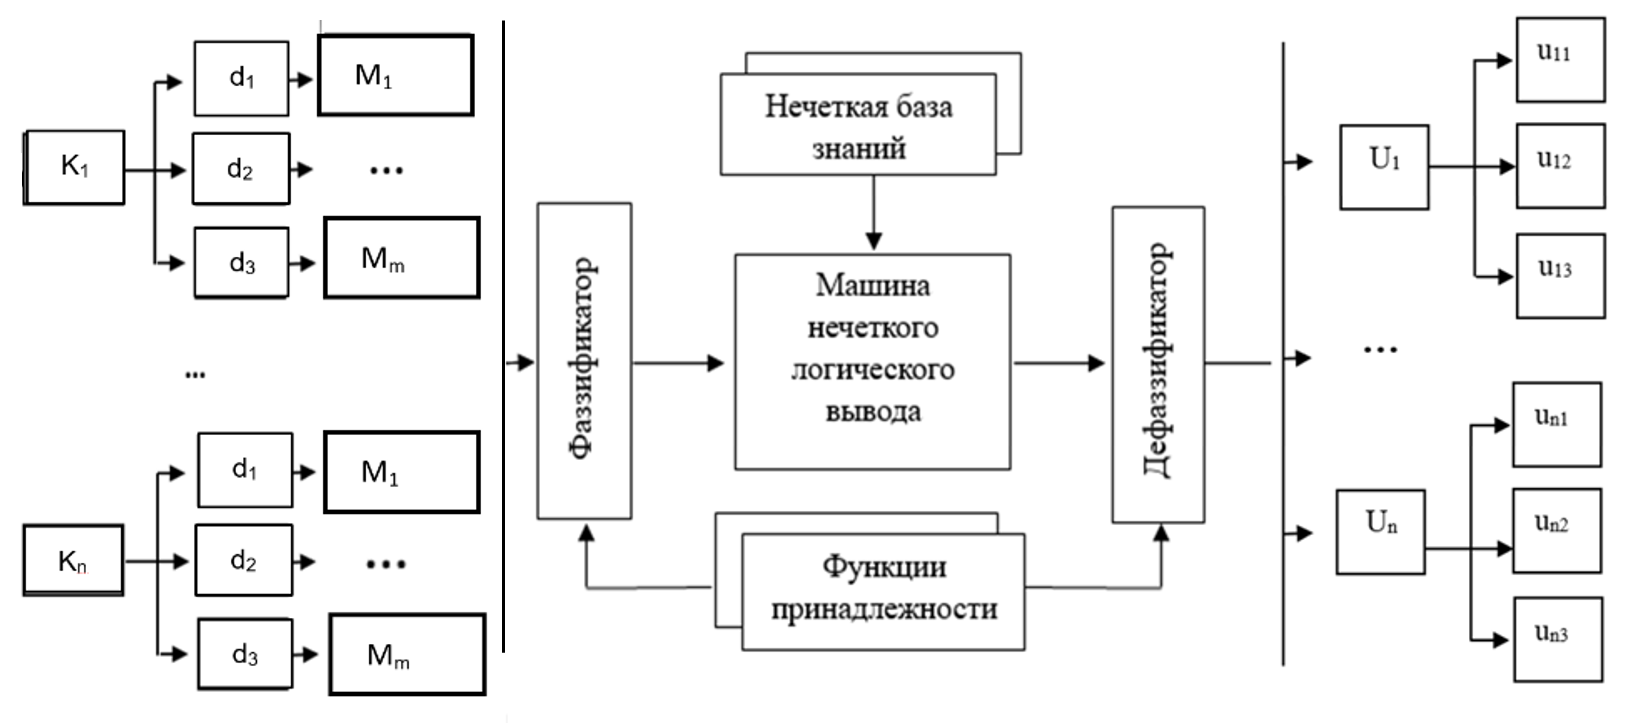 K1
d1
M1
d2
...
d3
Mm
...
Kn
d1
M1
d2
...
d3
Mm
Нечеткая база
знаний
Фаззификатор
Машина
нечеткого
логического
вывода
Дефаззификатор
Функции
принадлежности
U1
u11
u12
u13
...
Un
un1
un2
un3